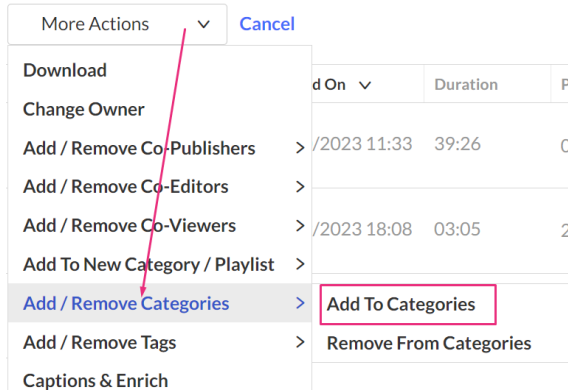 More Actions Cancel
Download
d On Duration P
Change Owner
Add / Remove Co-Publishers /2023 11:33 39:26 0
Add / Remove Co-Editors
Add / Remove Co-Viewers /2023 18:08 03:05 2
Add To New Category / Playlist
Add / Remove Categories Add To Categories
Add / Remove Tags Remove From Categories
Captions & Enrich